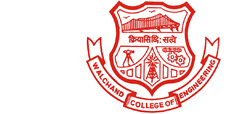 क्रियासिद्धिः सत्त्वे
WALCHAND COLLEGE OF ENGINEERING